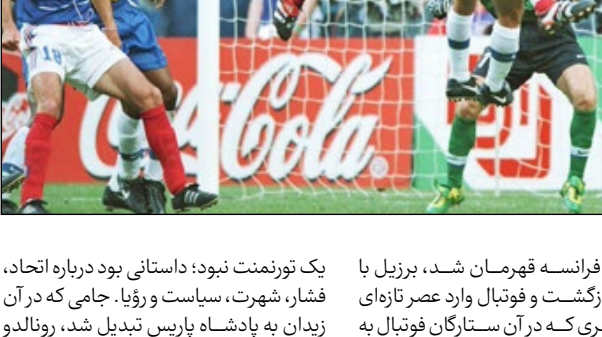 18
Coca-Cola
فرانسه قهرمان شد، برزیل با
و فوتبال وارد عصر تازه‌ای
که در آن ستارگان فوتبال به
یک تورنمنت نبود؛ داستانی بود درباره اتحاد،
فشار، شهرت، سیاست و رؤیا. جامی که در آن
زیدان به پادشاه پاریس تبدیل شد، رونالدو